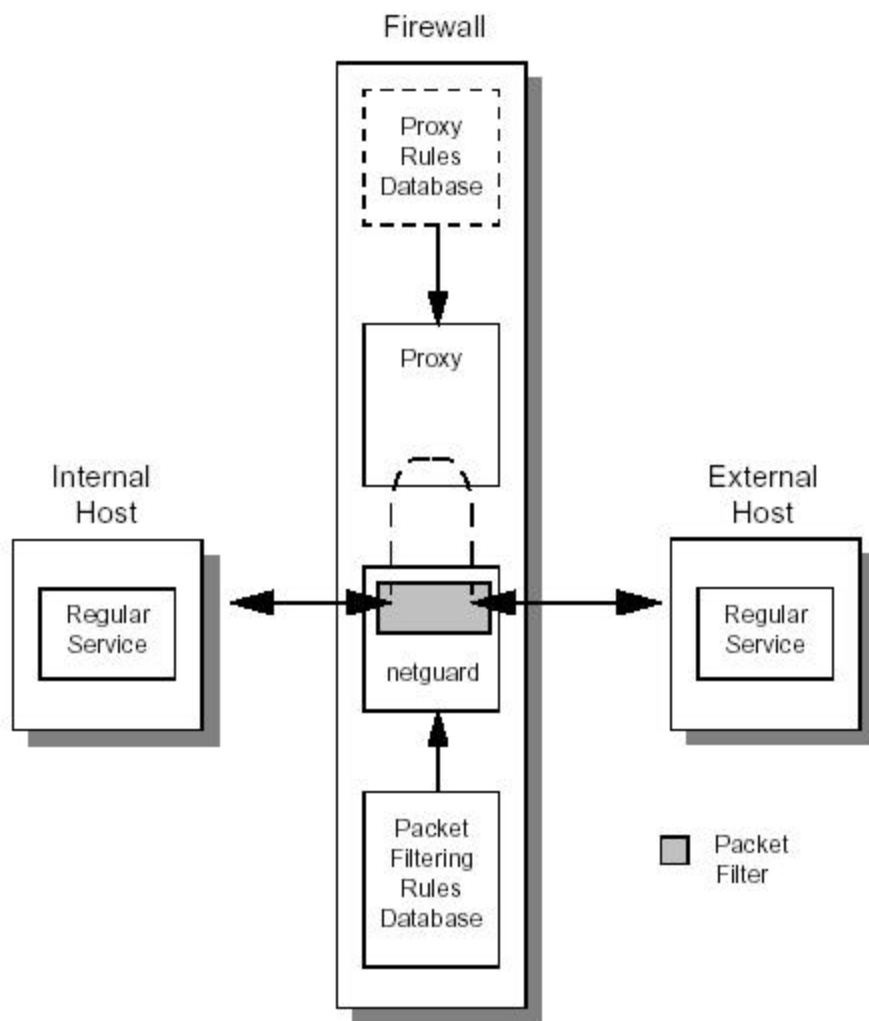 Firewall
Proxy
Rules
Database
Proxy
Internal
Host
External
Host
Regular
Service
netguard
Regular
Service
Packet
Filtering
Rules
Database
Packet
Filter